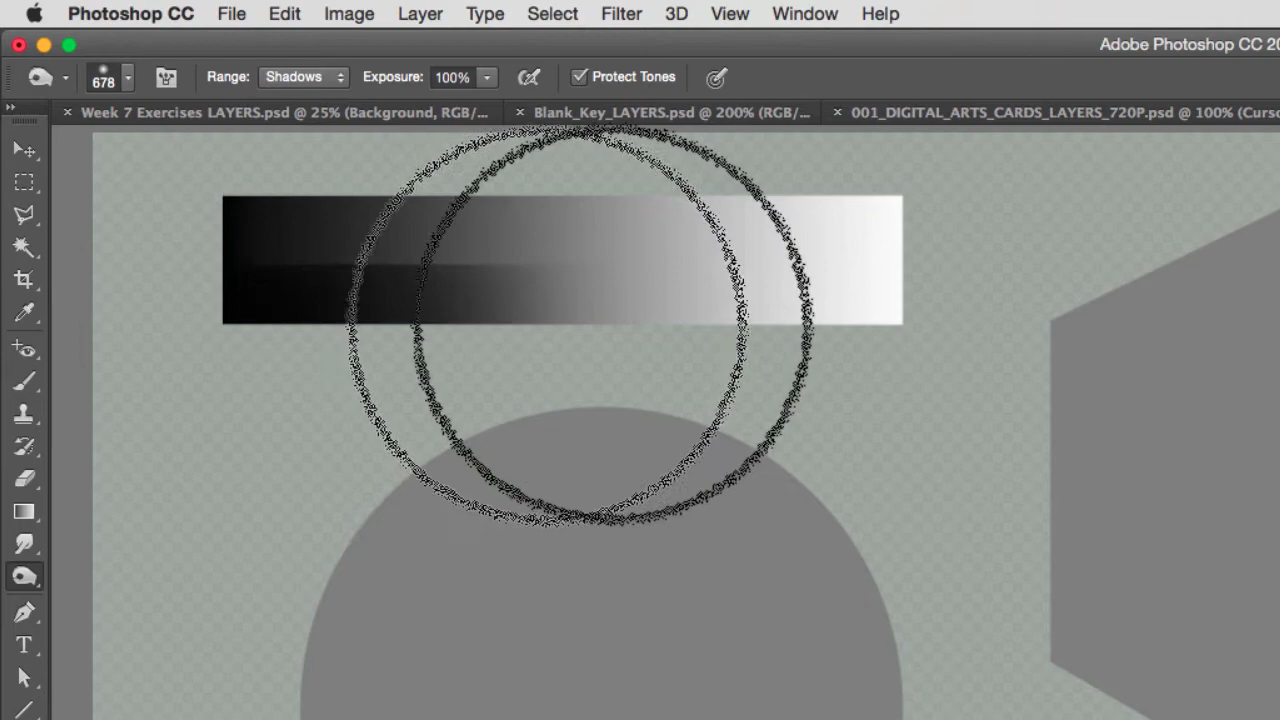 Photoshop CC File Edit Image Layer Type Select Filter 3D View Window Help
Adobe Photoshop CC 20
678 Range: Shadows Exposure: 100% Protect Tones
× Week 7 Exercises LAYERS.psd @ 25% (Background, RGB/... × Blank_Key_LAYERS.psd @ 200% (RGB/... × 001_DIGITAL_ARTS_CARDS_LAYERS_720P.psd @ 100% (Curso
T